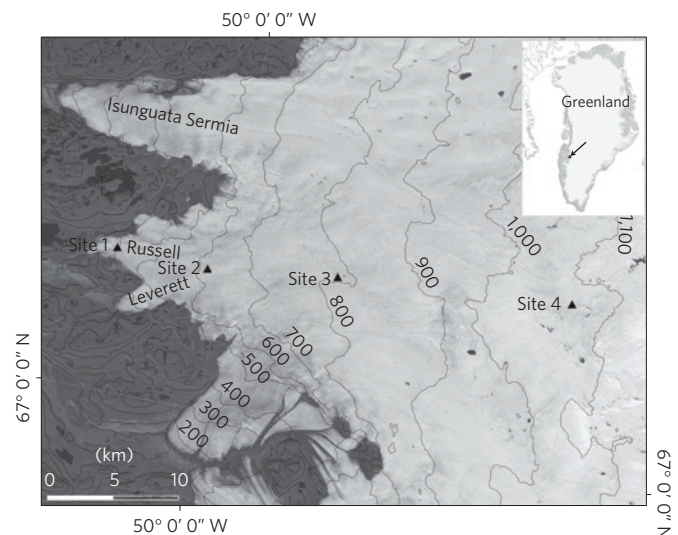 50° 0' 0" W
Isunguata Sermia
Greenland
Site 1
Russell
Site 2
Leverett
Site 3
Site 4
1,000
1,100
900
800
700
600
500
400
300
200
67° 0' 0" N
(km)
0 5 10
50° 0' 0" W
67° 0' 0" N